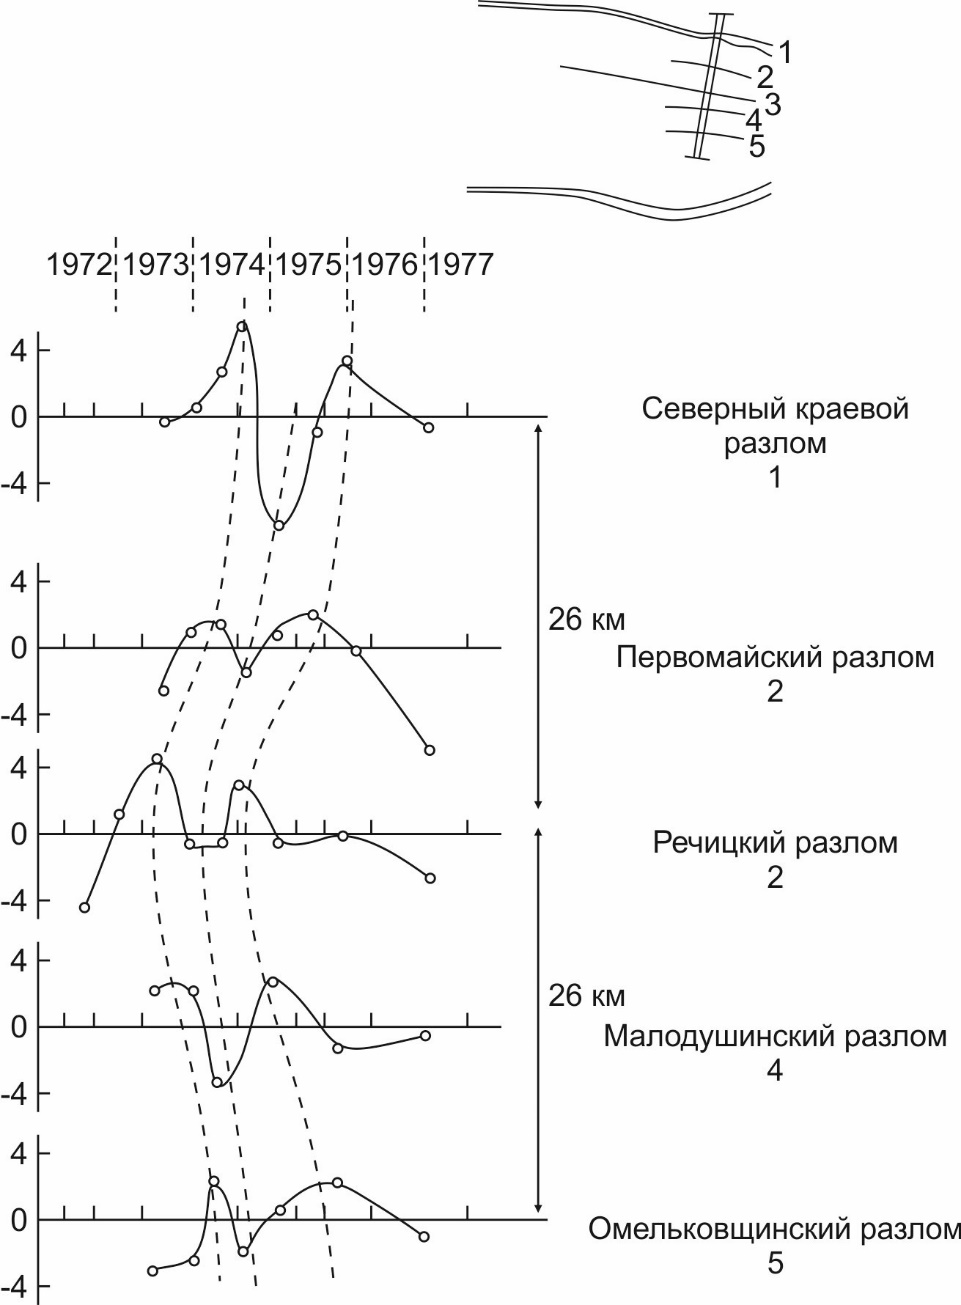 1
2
3
4
5
1972 1973 1974 1975 1976 1977
4
0
-4
Северный краевой
разлом
1
4
0
-4
26 км
Первомайский разлом
2
4
0
-4
Речицкий разлом
2
4
0
-4
26 км
Малодушинский разлом
4
4
0
-4
Омельковщинский разлом
5